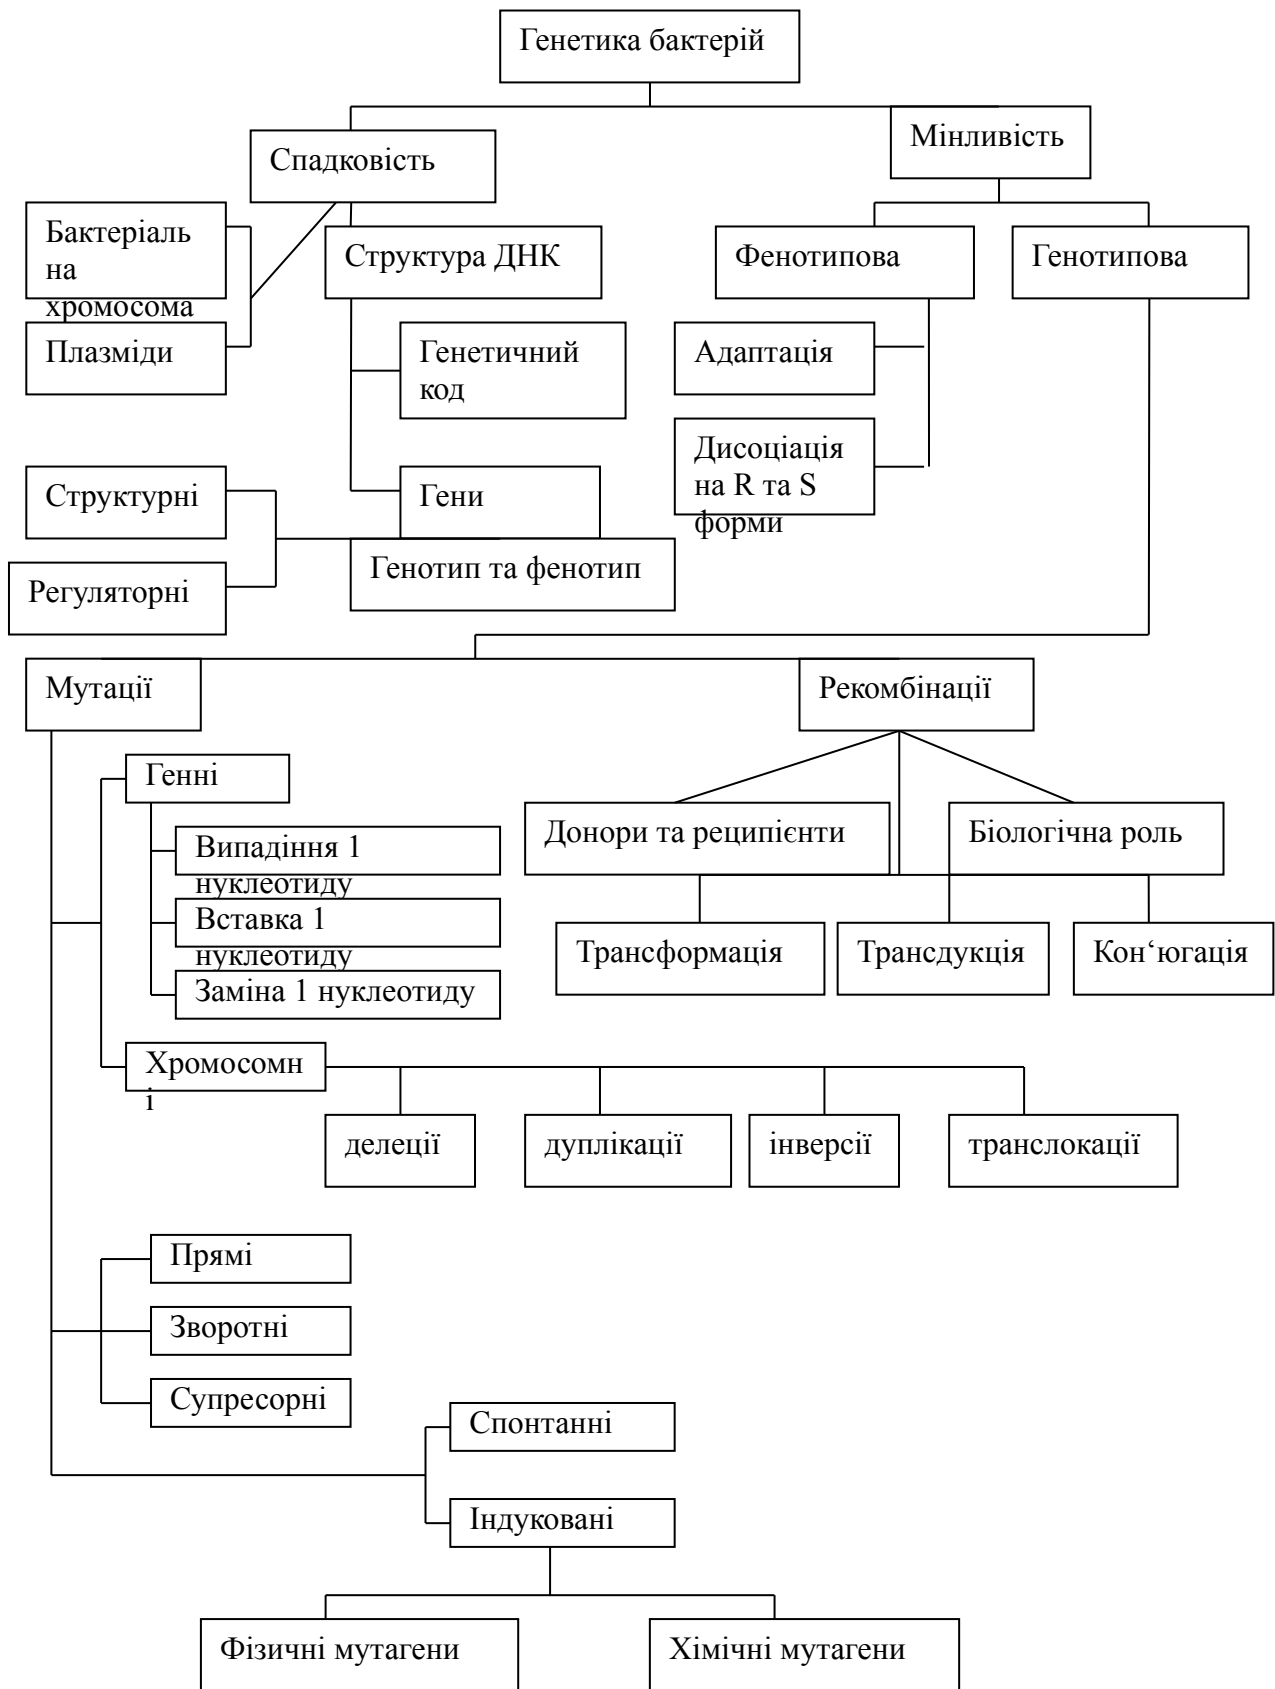 Генетика бактерій
Спадковість
Мінливість
Бактеріаль
на
хромосома
Структура ДНК
Фенотипова
Генотипова
Плазміди
Генетичний
код
Адаптація
Дисоціація
на R та S
форми
Структурні
Гени
Регуляторні
Генотип та фенотип
Мутації
Рекомбінації
Генні
Випадіння 1
нуклеотиду
Вставка 1
нуклеотиду
Заміна 1 нуклеотиду
Донори та реципієнти
Біологічна роль
Трансформація
Трансдукція
Кон‘югація
Хромосомн
і
делеції
дуплікації
інверсії
транслокації
Прямі
Зворотні
Супресорні
Спонтанні
Індуковані
Фізичні мутагени
Хімічні мутагени